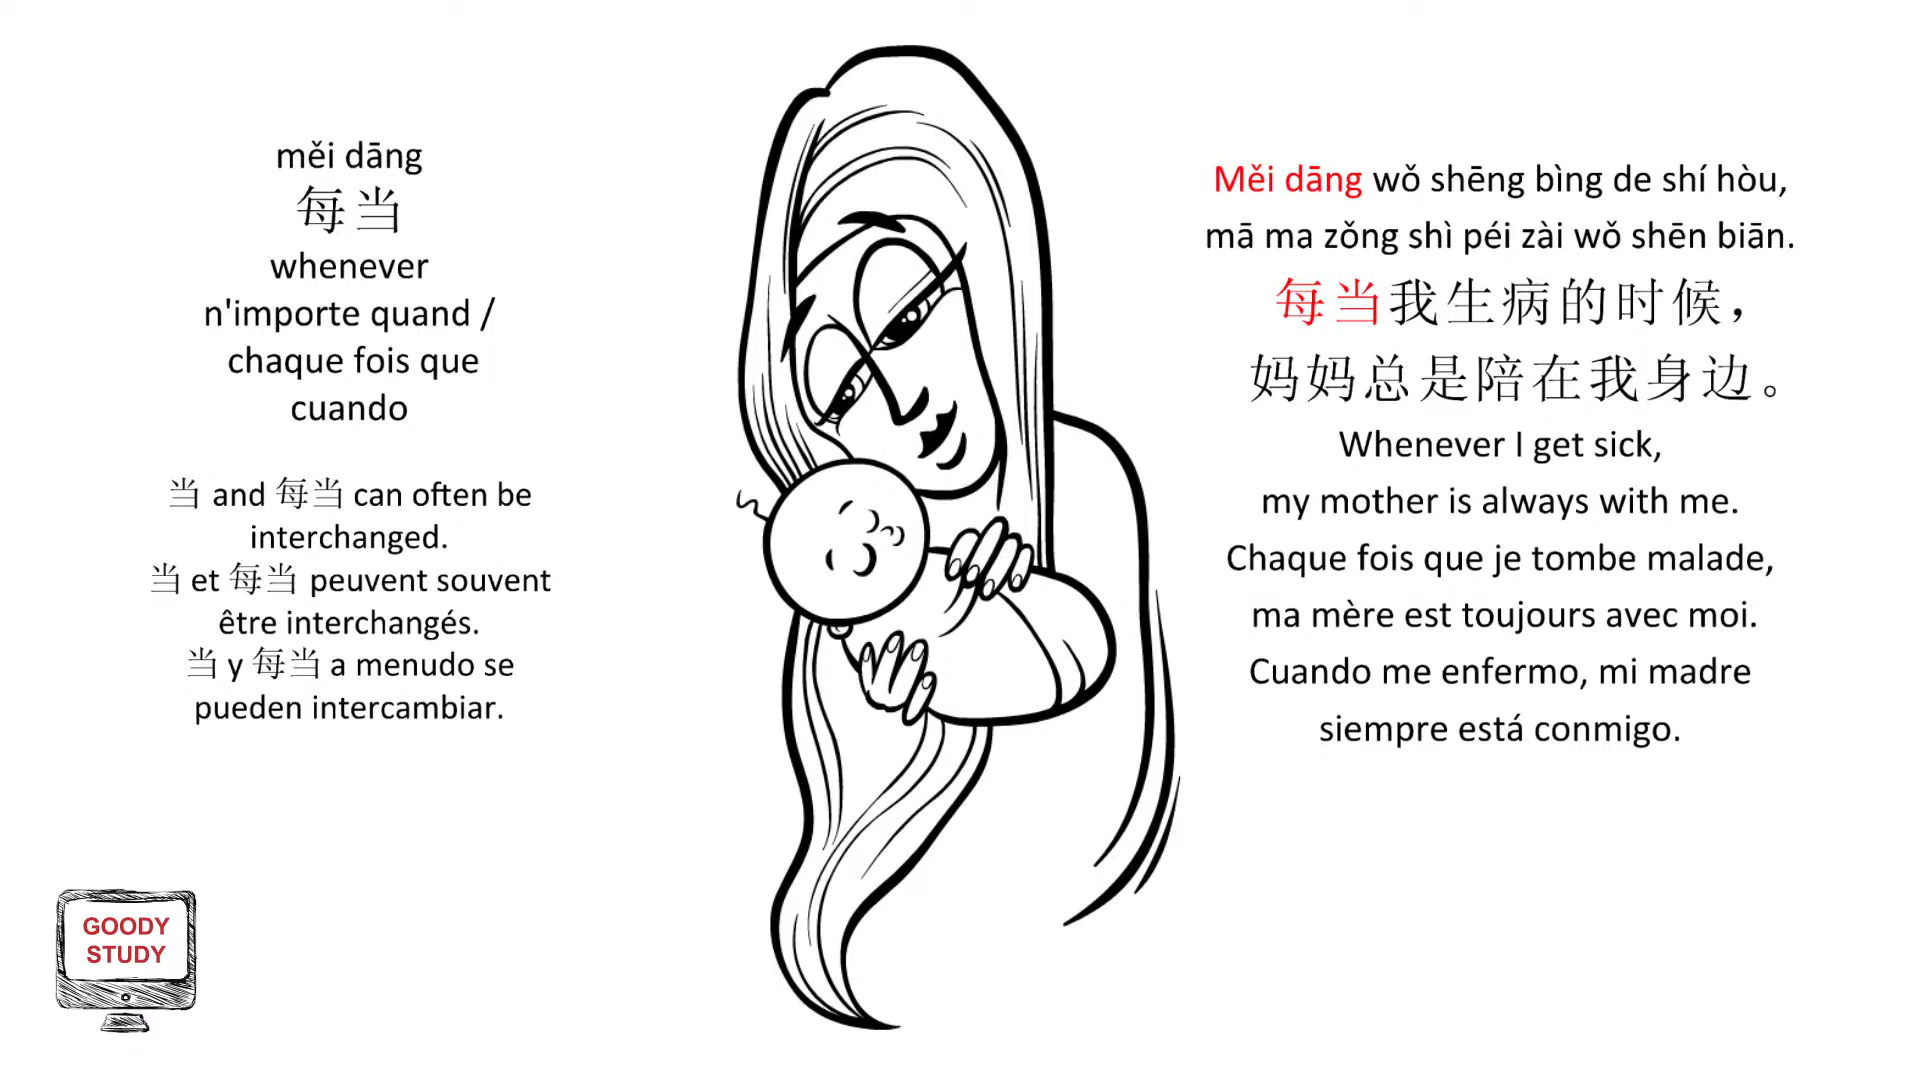 měi dāng
每当
whenever
n'importe quand /
chaque fois que
cuando
当 and 每当 can often be
interchanged.
当 et 每当 peuvent souvent
être interchangés.
当 y 每当 a menudo se
pueden intercambiar.
Měi dāng wǒ shēng bìng de shí hòu,
mā ma zǒng shì péi zài wǒ shēn biān.
每当我生病的时候，
妈妈总是陪在我身边。
Whenever I get sick,
my mother is always with me.
Chaque fois que je tombe malade,
ma mère est toujours avec moi.
Cuando me enfermo, mi madre
siempre está conmigo.
GOODY
STUDY